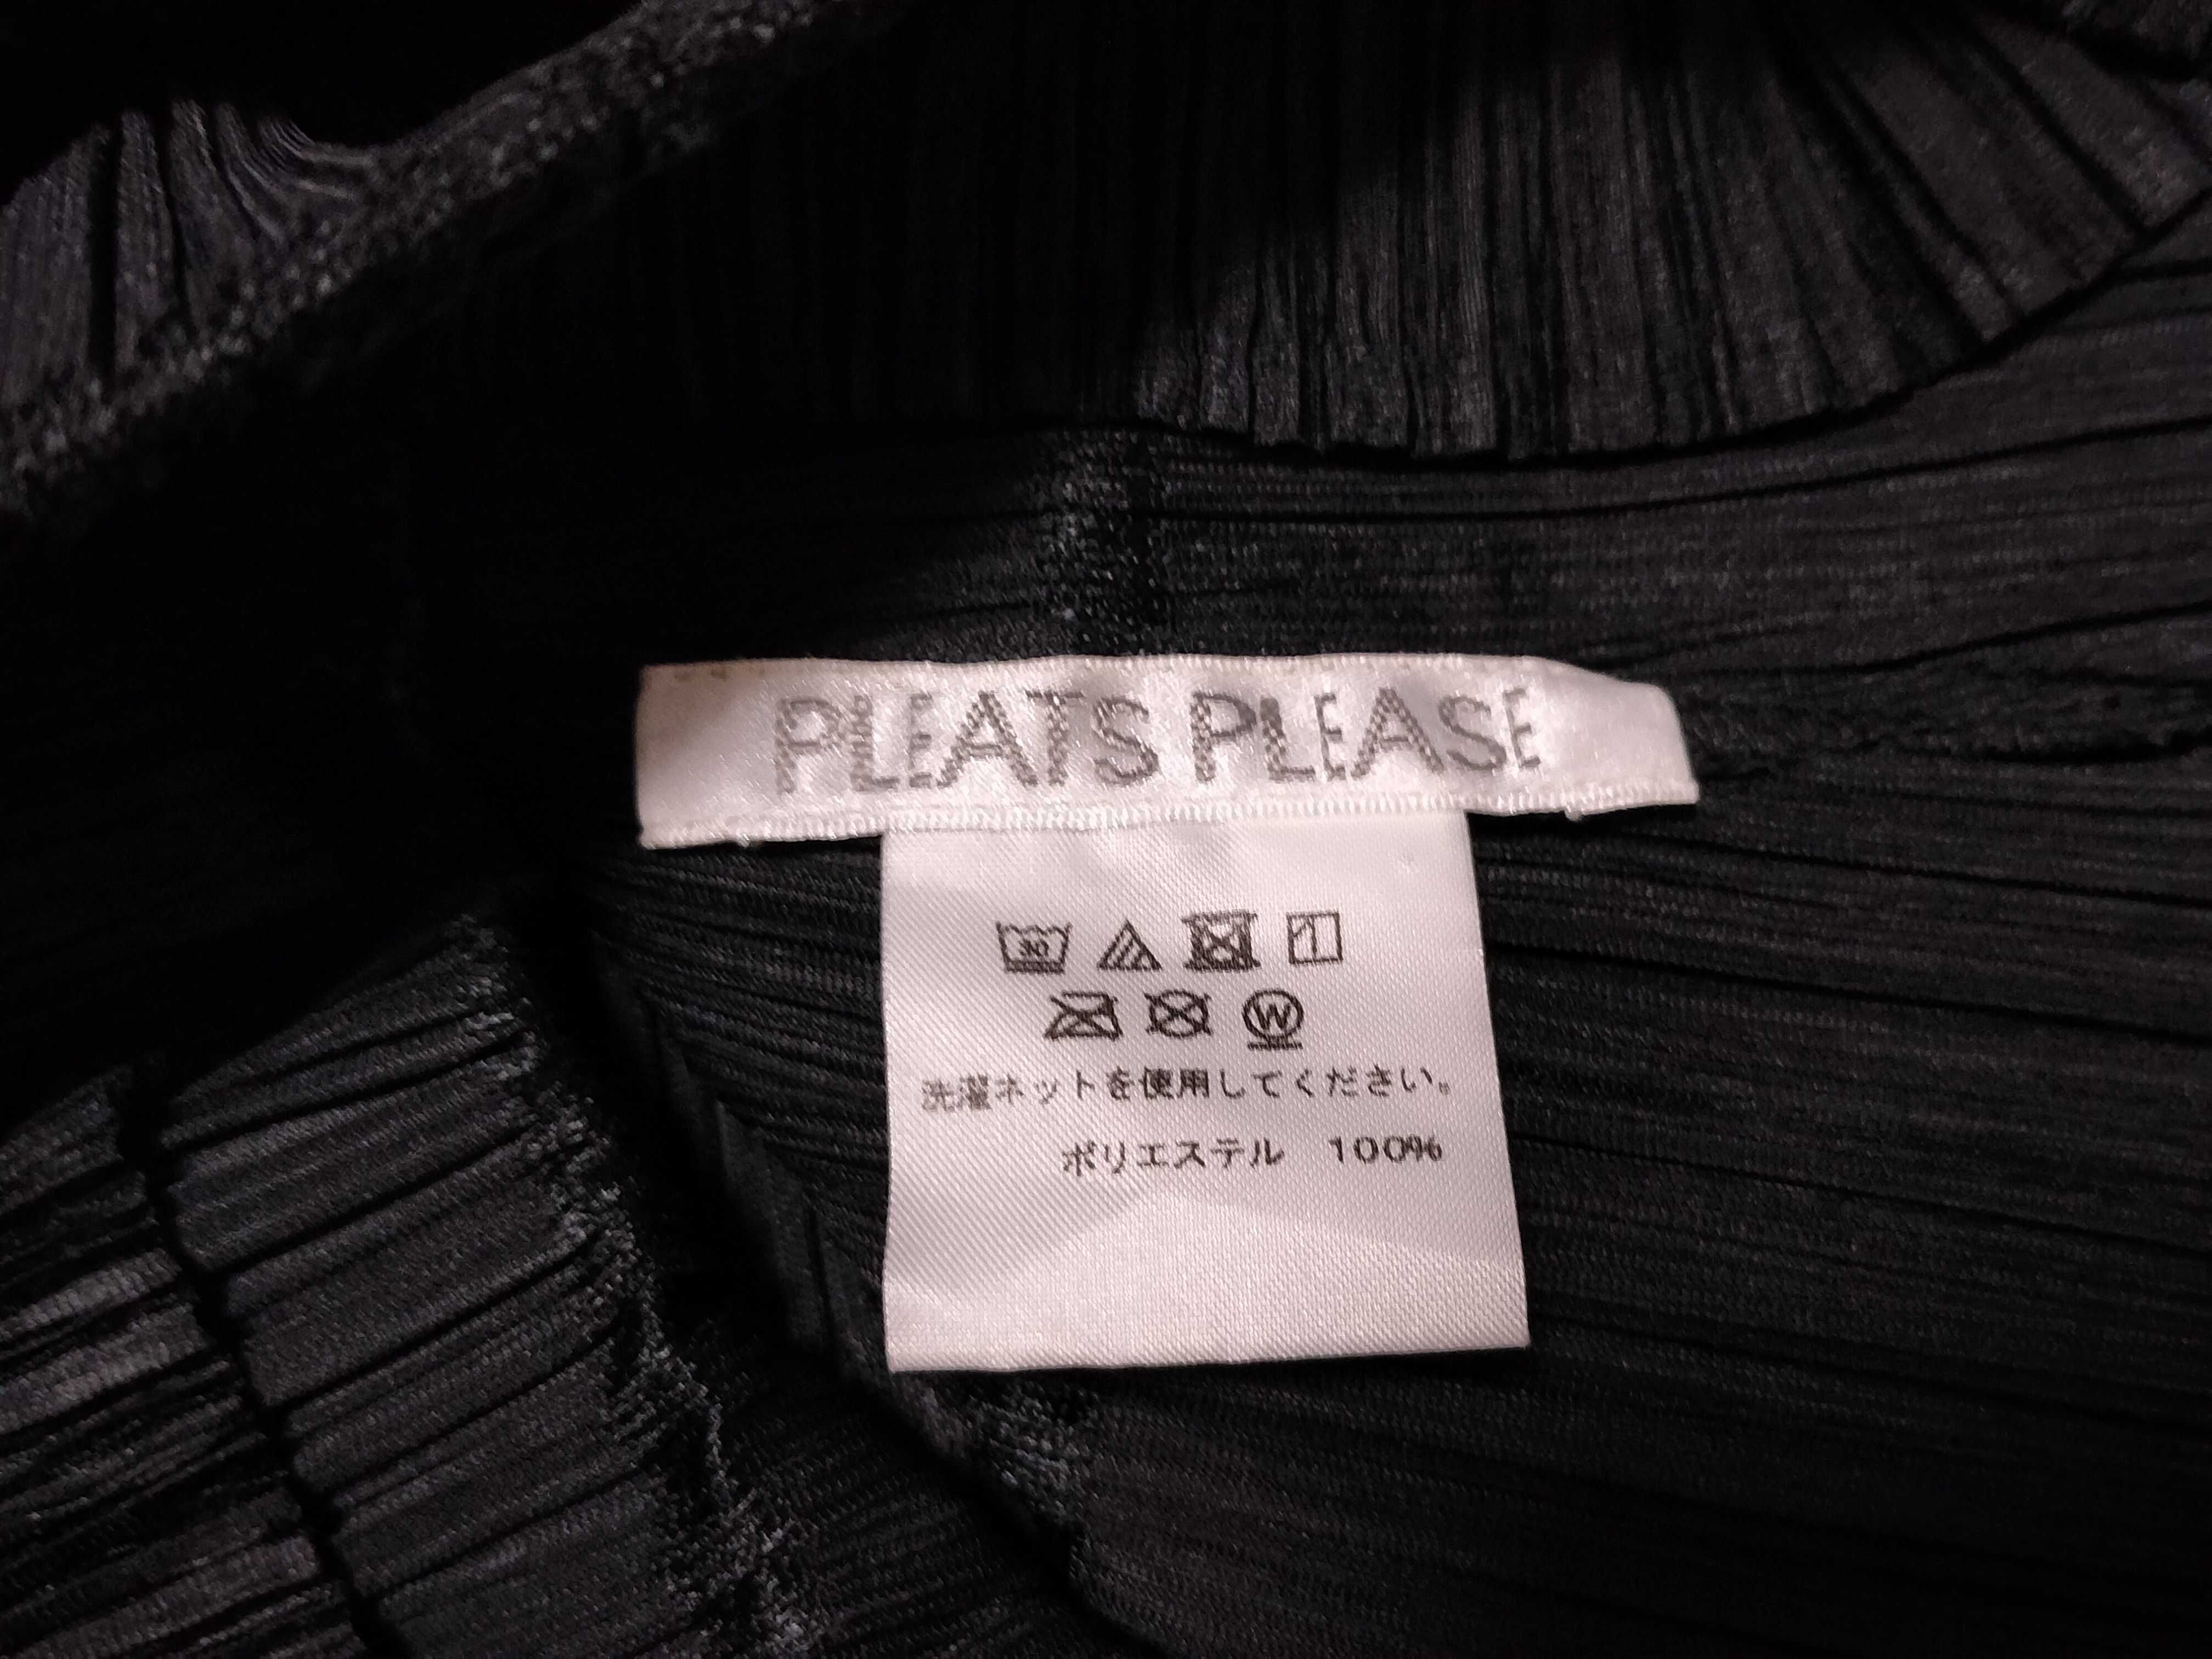 PLEATS PLEASE
30
W
洗濯ネットを使用してください。
ポリエステル 100%